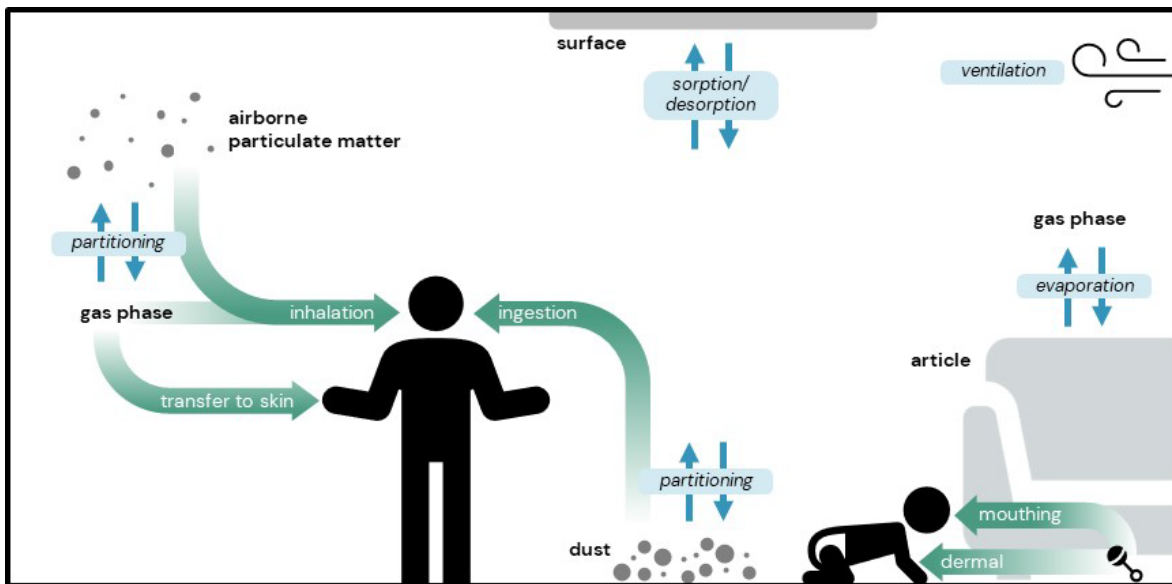 surface
sorption/
desorption
ventilation
airborne
particulate matter
partitioning
gas phase
evaporation
gas phase
inhalation
ingestion
article
transfer to skin
partitioning
mouthing
dust
dermal